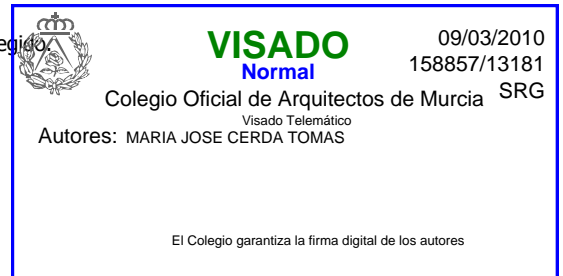 egido.
VISADO
Normal
09/03/2010
158857/13181
SRG
Colegio Oficial de Arquitectos de Murcia
Visado Telemático
Autores: MARIA JOSE CERDA TOMAS
El Colegio garantiza la firma digital de los autores